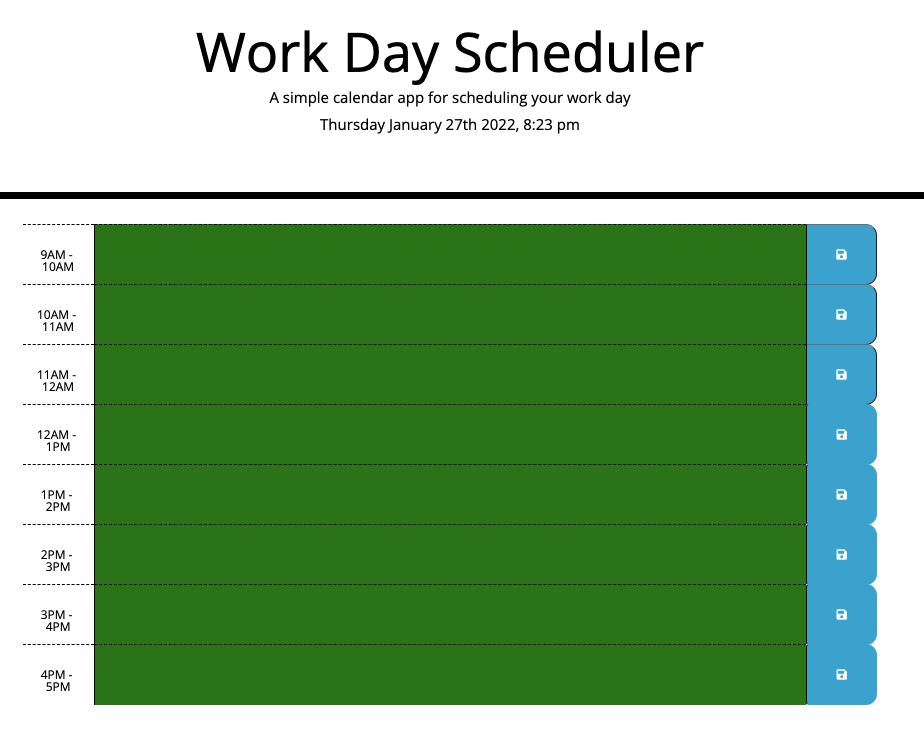 Work Day Scheduler
A simple calendar app for scheduling your work day
Thursday January 27th 2022, 8:23 pm
9AM -
10AM
10AM -
11AM
11AM -
12AM
12AM -
1PM
1PM -
2PM
2PM -
3PM
3PM -
4PM
4PM -
5PM